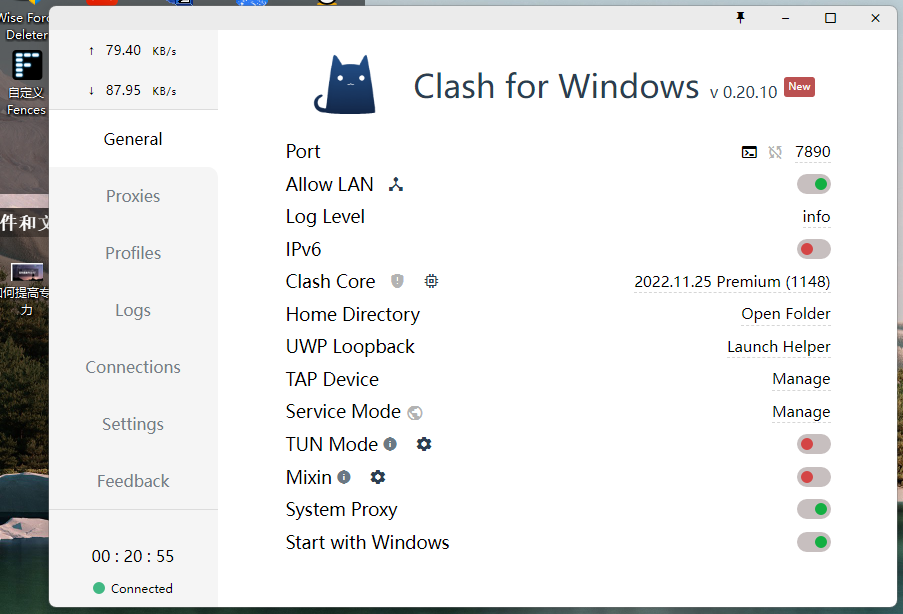 Wise Force
Deleter
自定义
Fences
件和文
如何提高专
力
↑ 79.40 KB/s
↓ 87.95 KB/s
General
Proxies
Profiles
Logs
Connections
Settings
Feedback
00 : 20 : 55
Connected
Clash for Windows v 0.20.10 New
Port 7890
Allow LAN
Log Level info
IPv6
Clash Core 2022.11.25 Premium (1148)
Home Directory Open Folder
UWP Loopback Launch Helper
TAP Device Manage
Service Mode Manage
TUN Mode
Mixin
System Proxy
Start with Windows